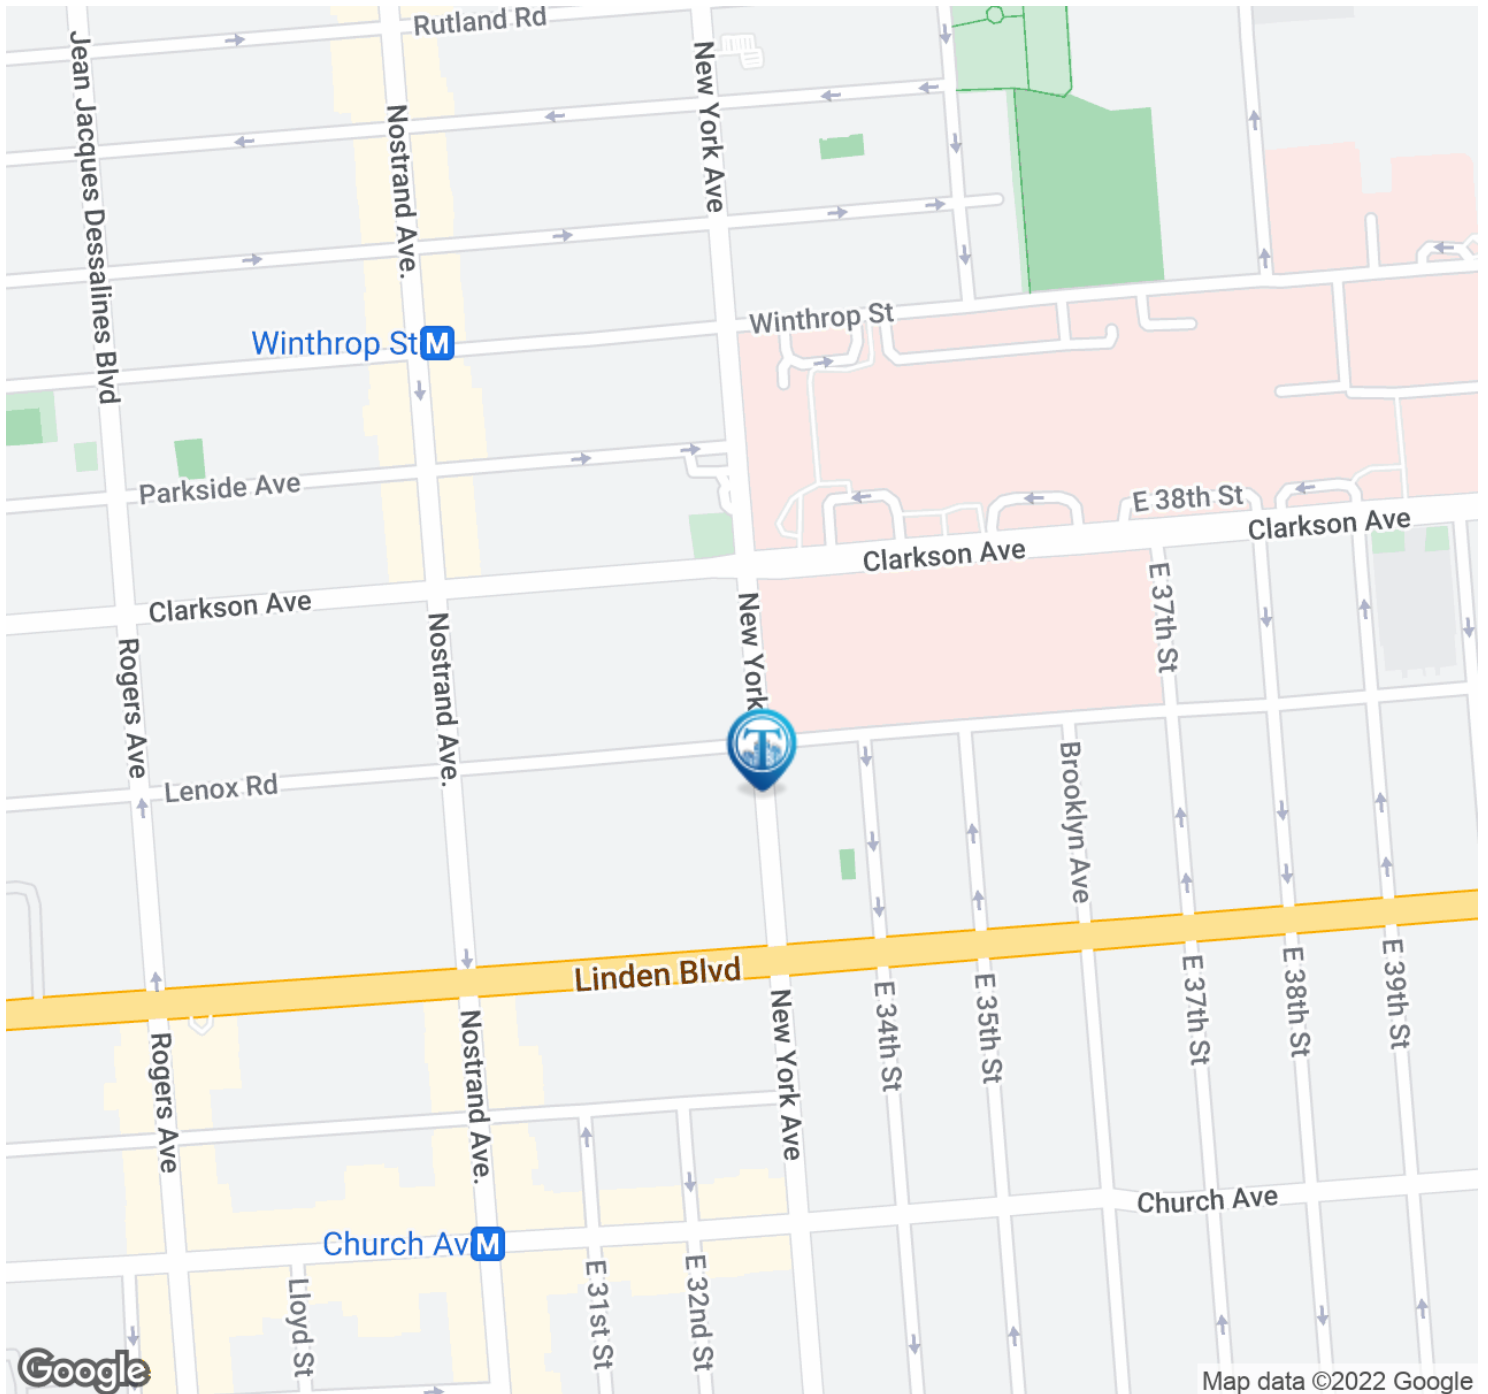 Rutland Rd
Jean Jacques Dessalines Blvd
Nostrand Ave.
New York Ave
Winthrop St
Winthrop St
M
Parkside Ave
E 38th St
Clarkson Ave
Clarkson Ave
Clarkson Ave
E 37th St
New York
Rogers Ave
Nostrand Ave.
T
Lenox Rd
Brooklyn Ave
Linden Blvd
E 39th St
E 38th St
E 37th St
E 35th St
E 34th St
New York Ave
Nostrand Ave.
Rogers Ave
Church Ave
Church Av
M
E 31st St
E 32nd St
Lloyd St
Google
Map data ©2022 Google